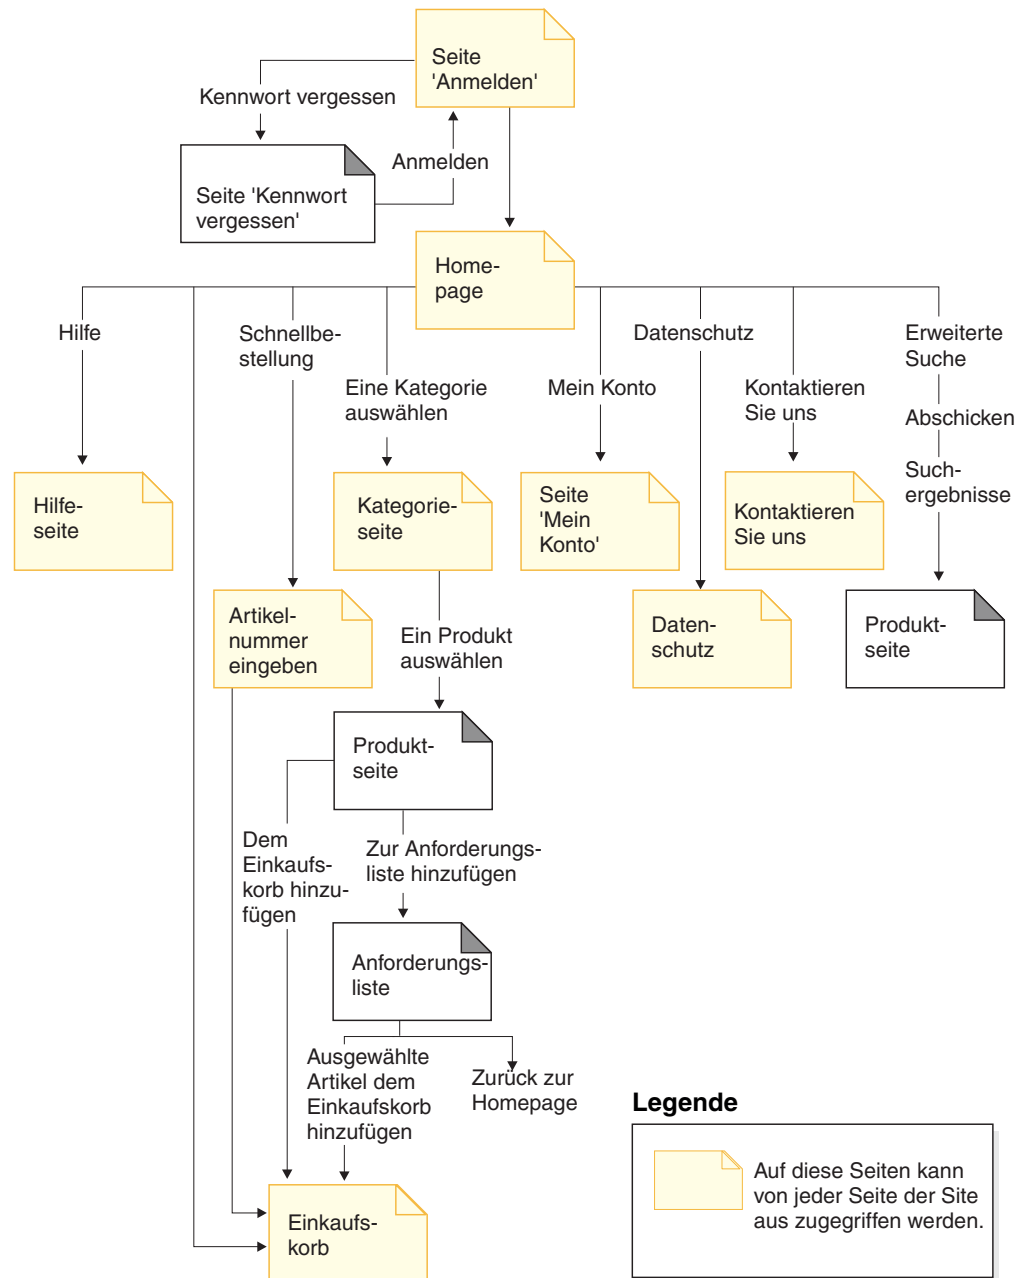 Seite
'Anmelden'
Kennwort vergessen
Anmelden
Seite 'Kennwort
vergessen'
Home-
page
Hilfe
Schnellbe-
stellung
Eine Kategorie
auswählen
Mein Konto
Datenschutz
Kontaktieren
Sie uns
Erweiterte
Suche
Abschicken
Such-
ergebnisse
Hilfe-
seite
Kategorie-
seite
Seite
'Mein
Konto'
Kontaktieren
Sie uns
Artikel-
nummer
eingeben
Ein Produkt
auswählen
Daten-
schutz
Produkt-
seite
Produkt-
seite
Dem
Einkaufs-
korb hinzu-
fügen
Zur Anforderungs-
liste hinzufügen
Anforderungs-
liste
Ausgewählte
Artikel dem
Einkaufskorb
hinzufügen
Zurück zur
Homepage
Legende
Auf diese Seiten kann
von jeder Seite der Site
aus zugegriffen werden.
Einkaufs-
korb